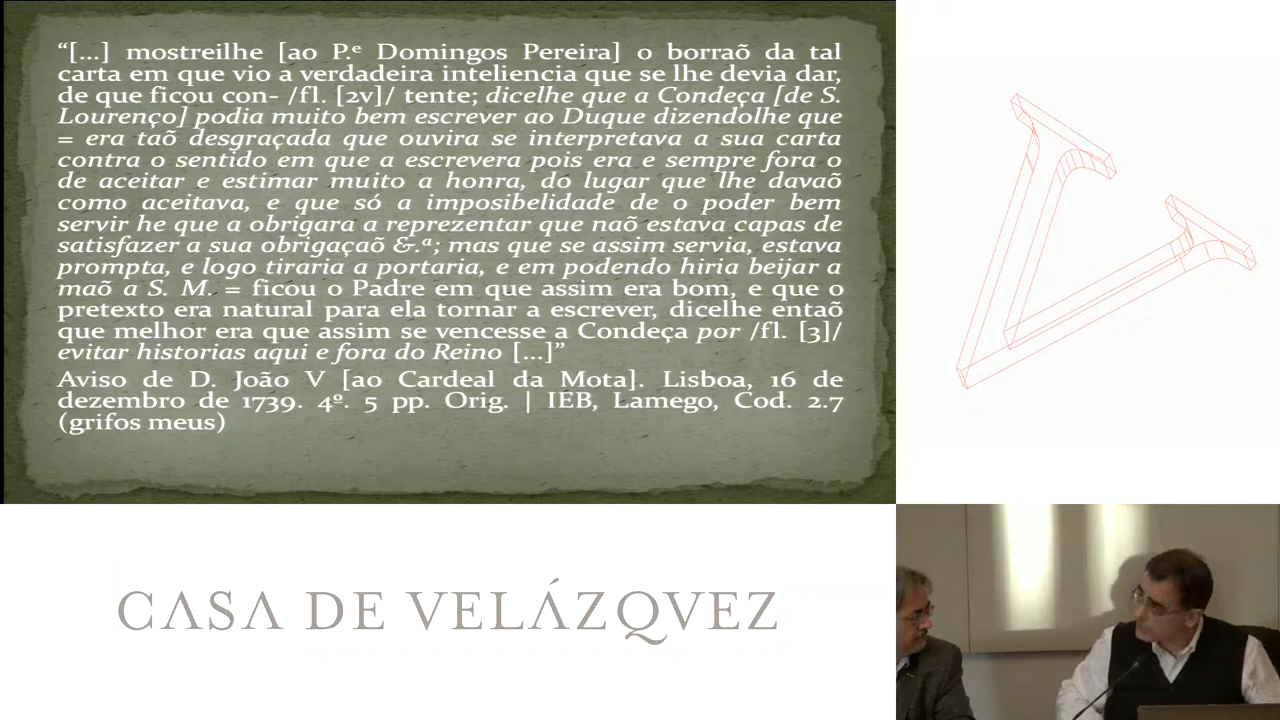 “[...] mostreilhe [ao P.ᵉ Domingos Pereira] o borraõ da tal
carta em que vio a verdadeira inteliencia que se lhe devia dar,
de que ficou con- /fl. [2v]/ tente; dicelhe que a Condeça [de S.
Lourenço] podia muito bem escrever ao Duque dizendolhe que
= era taõ desgraçada que ouvira se interpretava a sua carta
contra o sentido em que a escrevera pois era e sempre fora o
de aceitar e estimar muito a honra, do lugar que lhe davaõ
como aceitava, e que só a imposibelidade de o poder bem
servir he que a obrigara a reprezentar que naõ estava capas de
satisfazer a sua obrigaçaõ &.ª; mas que se assim servia, estava
prompta, e logo tiraria a portaria, e em podendo hiria beijar a
maõ a S. M. = ficou o Padre em que assim era bom, e que o
pretexto era natural para ela tornar a escrever, dicelhe entaõ
que melhor era que assim se vencesse a Condeça por /fl. [3]/
evitar historias aqui e fora do Reino [...]”
Aviso de D. João V [ao Cardeal da Mota]. Lisboa, 16 de
dezembro de 1739. 4º. 5 pp. Orig. | IEB, Lamego, Cod. 2.7
(grifos meus)
CASA DE VELÁZQVEZ